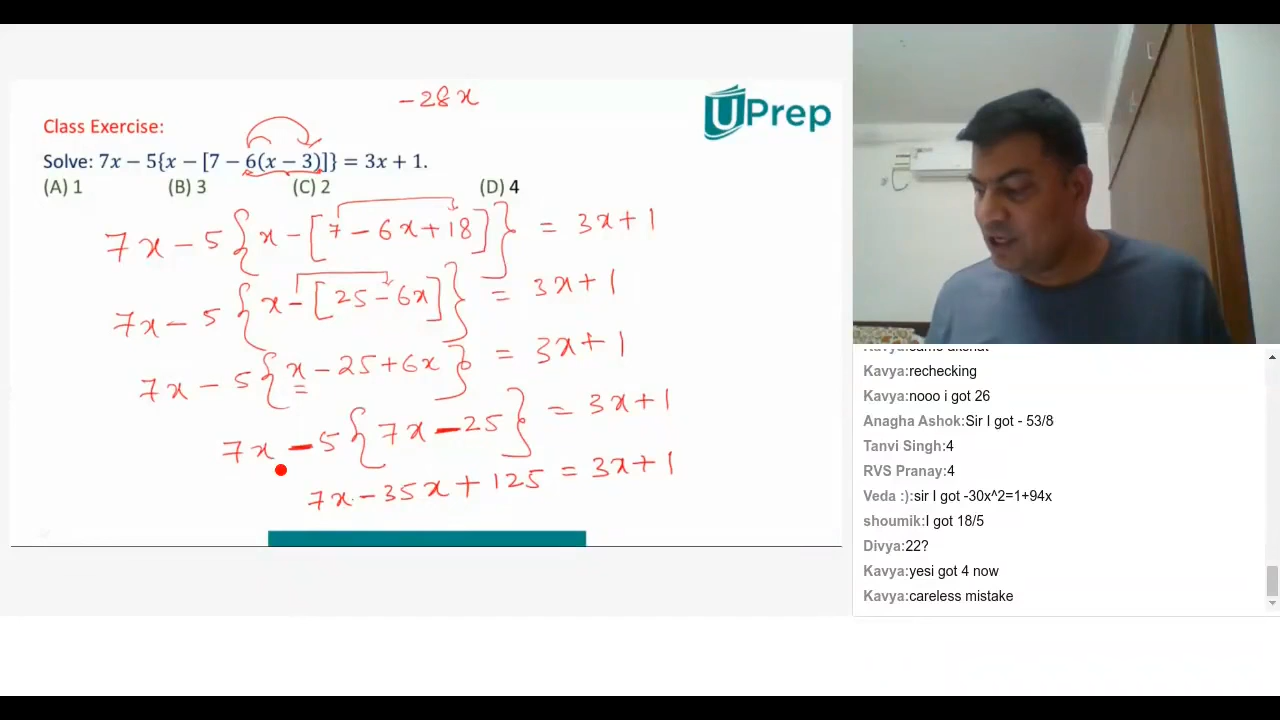 -28x
UPrep
Class Exercise:
Solve: 7x − 5{x − [7 − 6(x − 3)]} = 3x + 1.
(A) 1 (B) 3 (C) 2 (D) 4
7x - 5{x - [7 - 6x + 18]} = 3x + 1
7x - 5{x - [25 - 6x]} = 3x + 1
7x - 5{x - 25 + 6x} = 3x + 1
7x - 5{7x - 25} = 3x + 1
7x - 35x + 125 = 3x + 1
Kavya:rechecking
Kavya:nooo i got 26
Anagha Ashok:Sir I got - 53/8
Tanvi Singh:4
RVS Pranay:4
Veda :):sir I got -30x^2=1+94x
shoumik:I got 18/5
Divya:22?
Kavya:yesi got 4 now
Kavya:careless mistake